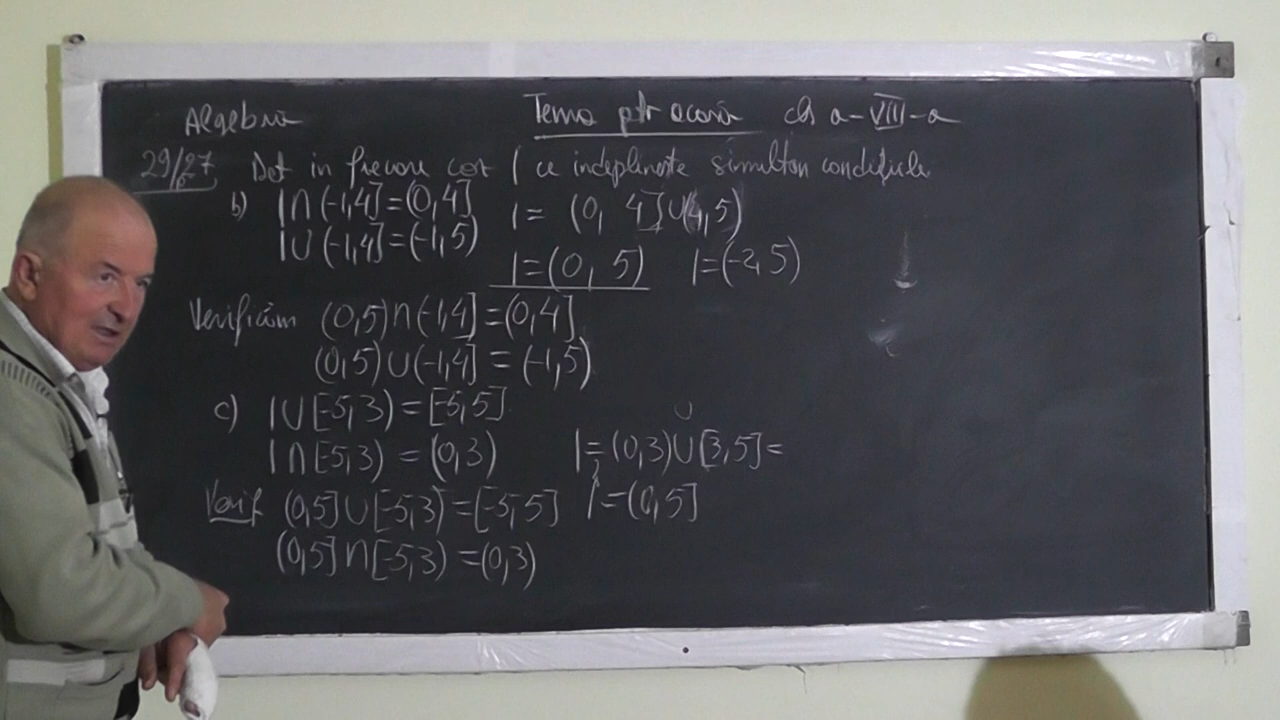 Algebra
Tema ptr acasă cls a-VIII-a
29/27 Det in fiecare caz I ce indeplineste simultan condițiile
b) I∩(-1,4]=(0,4]
I∪(-1,4]=(-1,5)
I= (0, 4]∪(4,5)
I=(0, 5) I=(-2,5)
Verificăm (0,5)∩(-1,4]=(0,4]
(0,5)∪(-1,4] = (-1,5)
c) I∪[-5,3)=[-5,5]
I∩[-5,3) = (0,3) I=(0,3)∪[3,5]=
Verif (0,5]∪[-5,3)=[-5,5] I=(0,5]
(0,5]∩[-5,3) =(0,3)